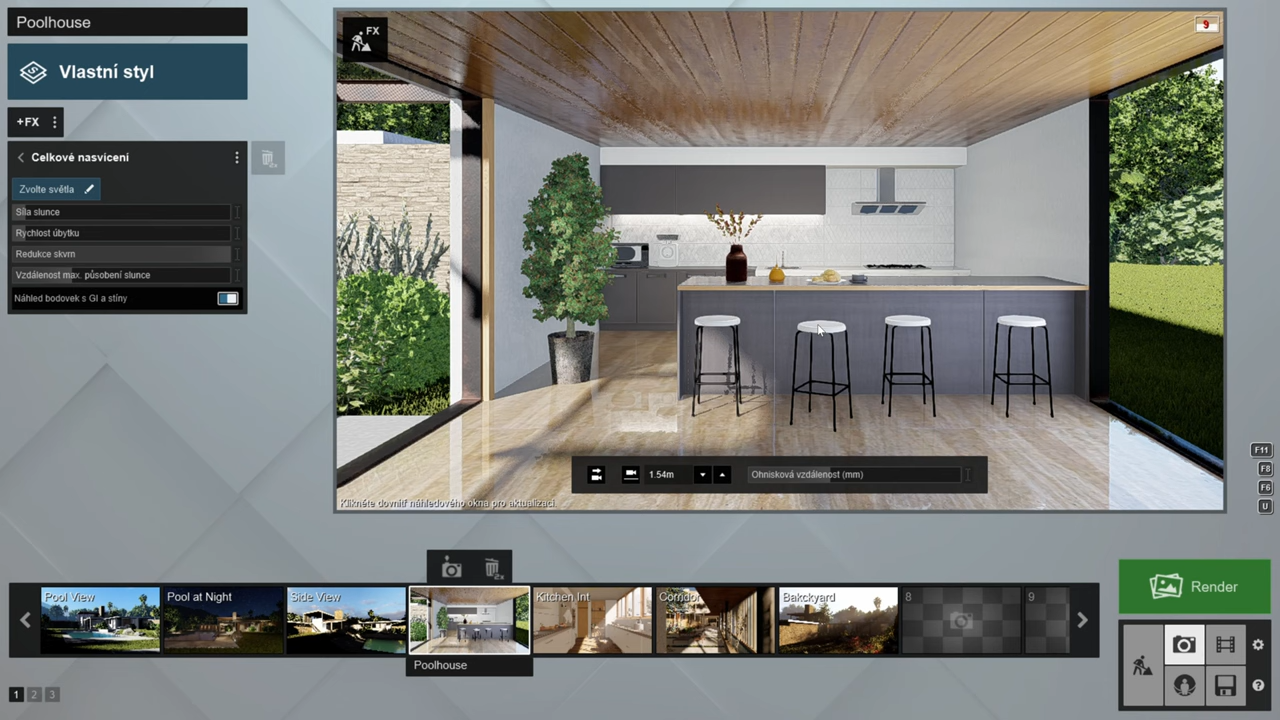 Poolhouse
Vlastní styl
+FX
Celkové nasvícení
Zvolte světla
Síla slunce
Rychlost úbytku
Redukce skvrn
Vzdálenost max. působení slunce
Náhled bodovek s GI a stíny
FX
9
1.54m
Ohnisková vzdálenost (mm)
Klikněte dovnitř náhledového okna pro aktualizaci.
F11
F8
F6
U
Pool View
Pool at Night
Side View
Kitchen Int
Corridor
Bakckyard
8
9
Poolhouse
Render
1 2 3
?